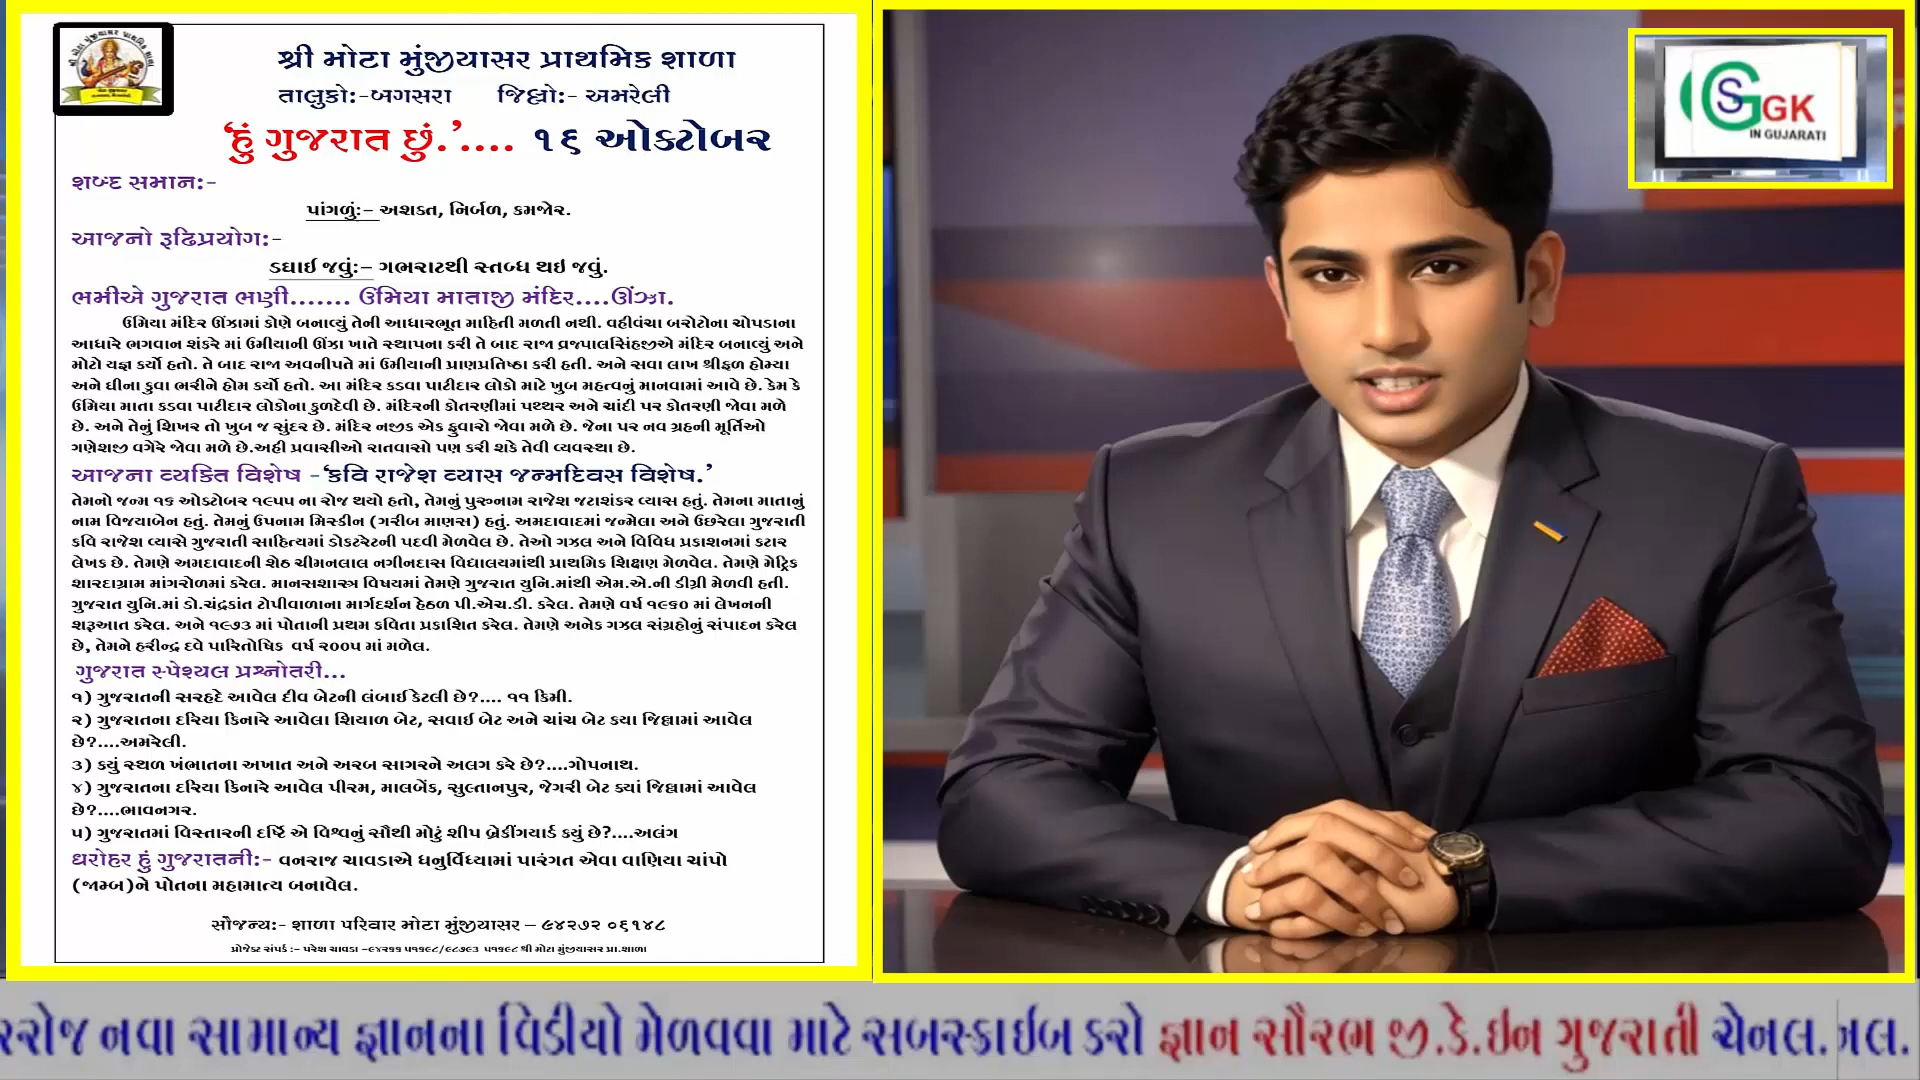 શ્રી મોટા મુંજીયાસર પ્રાથમિક શાળા
તાલુકો:-બગસરા જિલ્લો:- અમરેલી
‘હું ગુજરાત છું.’.... ૧૬ ઓક્ટોબર
શબ્દ સમાન:-
પાંગળું:– અશક્ત, નિર્બળ, કમજોર.
આજનો રૂઢિપ્રયોગ:-
ડઘાઈ જવું:– ગભરાટથી સ્તબ્ધ થઇ જવું.
ભમીએ ગુજરાત ભણી....... ઉમિયા માતાજી મંદિર....ઊંઝા.
ઉમિયા મંદિર ઊંઝામાં કોણે બનાવ્યું તેની આધારભૂત માહિતી મળતી નથી. વહીવંચા બરોટોના ચોપડાના
આધારે ભગવાન શંકરે માં ઉમીયાની ઊંઝા ખાતે સ્થાપના કરી તે બાદ રાજા વ્રજપાલસિંહજીએ મંદિર બનાવ્યું અને
મોટો યજ્ઞ કર્યો હતો. તે બાદ રાજા અવનીપતે માં ઉમીયાની પ્રાણપ્રતિષ્ઠા કરી હતી. અને સવા લાખ શ્રીફળ હોમ્યા
અને ઘીના કુવા ભરીને હોમ કર્યો હતો. આ મંદિર કડવા પાટીદાર લોકો માટે ખુબ મહત્વનું માનવામાં આવે છે. કેમ કે
ઉમિયા માતા કડવા પાટીદાર લોકોના કુળદેવી છે. મંદિરની કોતરણીમાં પથ્થર અને ચાંદી પર કોતરણી જોવા મળે
છે. અને તેનું શિખર તો ખુબ જ સુંદર છે. મંદિર નજીક એક ફુવારો જોવા મળે છે. જેના પર નવ ગ્રહની મૂર્તિઓ
ગણેશજી વગેરે જોવા મળે છે.અહી પ્રવાસીઓ રાતવાસો પણ કરી શકે તેવી વ્યવસ્થા છે.
આજના વ્યક્તિ વિશેષ -‘કવિ રાજેશ વ્યાસ જન્મદિવસ વિશેષ.’
તેમનો જન્મ ૧૬ ઓક્ટોબર ૧૯૫૫ ના રોજ થયો હતો, તેમનું પુરુનામ રાજેશ જટાશંકર વ્યાસ હતું. તેમના માતાનું
નામ વિજયાબેન હતું. તેમનું ઉપનામ મિસ્કીન (ગરીબ માણસ) હતું. અમદાવાદમાં જન્મેલા અને ઉછરેલા ગુજરાતી
કવિ રાજેશ વ્યાસે ગુજરાતી સાહિત્યમાં ડોકટરેટની પદવી મેળવેલ છે. તેઓ ગઝલ અને વિવિધ પ્રકાશનમાં કટાર
લેખક છે. તેમણે અમદાવાદની શેઠ ચીમનલાલ નગીનદાસ વિદ્યાલયમાંથી પ્રાથમિક શિક્ષણ મેળવેલ. તેમણે મેટ્રિક
શારદાગ્રામ માંગરોળમાં કરેલ. માનસશાસ્ત્ર વિષયમાં તેમણે ગુજરાત યુનિ.માંથી એમ.એ.ની ડીગ્રી મેળવી હતી.
ગુજરાત યુનિ.માં ડો.ચંદ્રકાંત ટોપીવાળાના માર્ગદર્શન હેઠળ પી.એચ.ડી. કરેલ. તેમણે વર્ષ ૧૯૬૦ માં લેખનની
શરૂઆત કરેલ. અને ૧૯૭૩ માં પોતાની પ્રથમ કવિતા પ્રકાશિત કરેલ. તેમણે અનેક ગઝલ સંગ્રહોનું સંપાદન કરેલ
છે, તેમને હરીન્દ્ર દવે પારિતોષિક વર્ષ ૨૦૦૫ માં મળેલ.
ગુજરાત સ્પેશ્યલ પ્રશ્નોતરી...
૧) ગુજરાતની સરહદે આવેલ દીવ બેટની લંબાઈ કેટલી છે?.... ૧૧ કિમી.
૨) ગુજરાતના દરિયા કિનારે આવેલા શિયાળ બેટ, સવાઈ બેટ અને ચાંચ બેટ કયા જિલ્લામાં આવેલ
છે?....અમરેલી.
૩) ક્યું સ્થળ ખંભાતના અખાત અને અરબ સાગરને અલગ કરે છે?....ગોપનાથ.
૪) ગુજરાતના દરિયા કિનારે આવેલ પીરમ, માલબેંક, સુલ્તાનપુર, જેગરી બેટ ક્યાં જિલ્લામાં આવેલ
છે?....ભાવનગર.
૫) ગુજરાતમાં વિસ્તારની દર્ષ્ટિ એ વિશ્વનું સૌથી મોટું શીપ બ્રેકીંગયાર્ડ કયું છે?....અલંગ
ધરોહર હું ગુજરાતની:- વનરાજ ચાવડાએ ધનુર્વિધ્યામાં પારંગત એવા વાણિયા ચાંપો
(જામ્બ)ને પોતના મહામાત્ય બનાવેલ.
સૌજન્ય:- શાળા પરિવાર મોટા મુંજીયાસર – ૯૪૨૭૨ ૦૬૧૪૮
પ્રોજેક્ટ સંપર્ક :- પરેશ ચાવડા
શ્રી મોટા મુંજીયાસર પ્રા.શાળા
GSGK
IN GUJARATI
નવા સામાન્ય જ્ઞાનના વિડીયો મેળવવા માટે સબસ્ક્રાઇબ કરો જ્ઞાન સૌરભ જી.કે.ઇન ગુજરાતી ચેનલ.